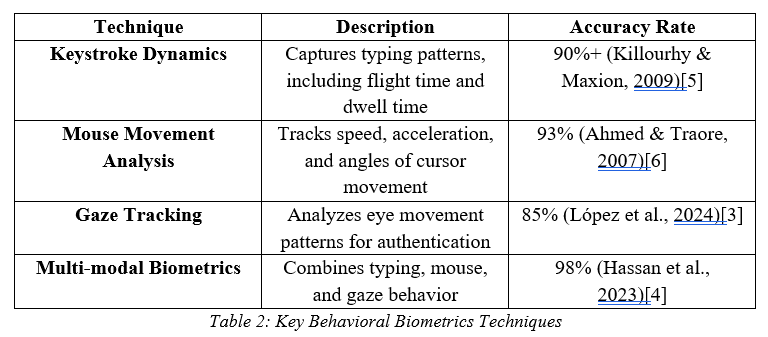 Technique Description Accuracy Rate
Keystroke Dynamics Captures typing patterns, 90%+ (Killourhy &
including flight time and Maxion, 2009)[5]
dwell time
Mouse Movement Tracks speed, acceleration, 93% (Ahmed & Traore,
Analysis and angles of cursor 2007)[6]
movement
Gaze Tracking Analyzes eye movement 85% (López et al., 2024)[3]
patterns for authentication
Multi-modal Biometrics Combines typing, mouse, 98% (Hassan et al.,
and gaze behavior 2023)[4]
Table 2: Key Behavioral Biometrics Techniques